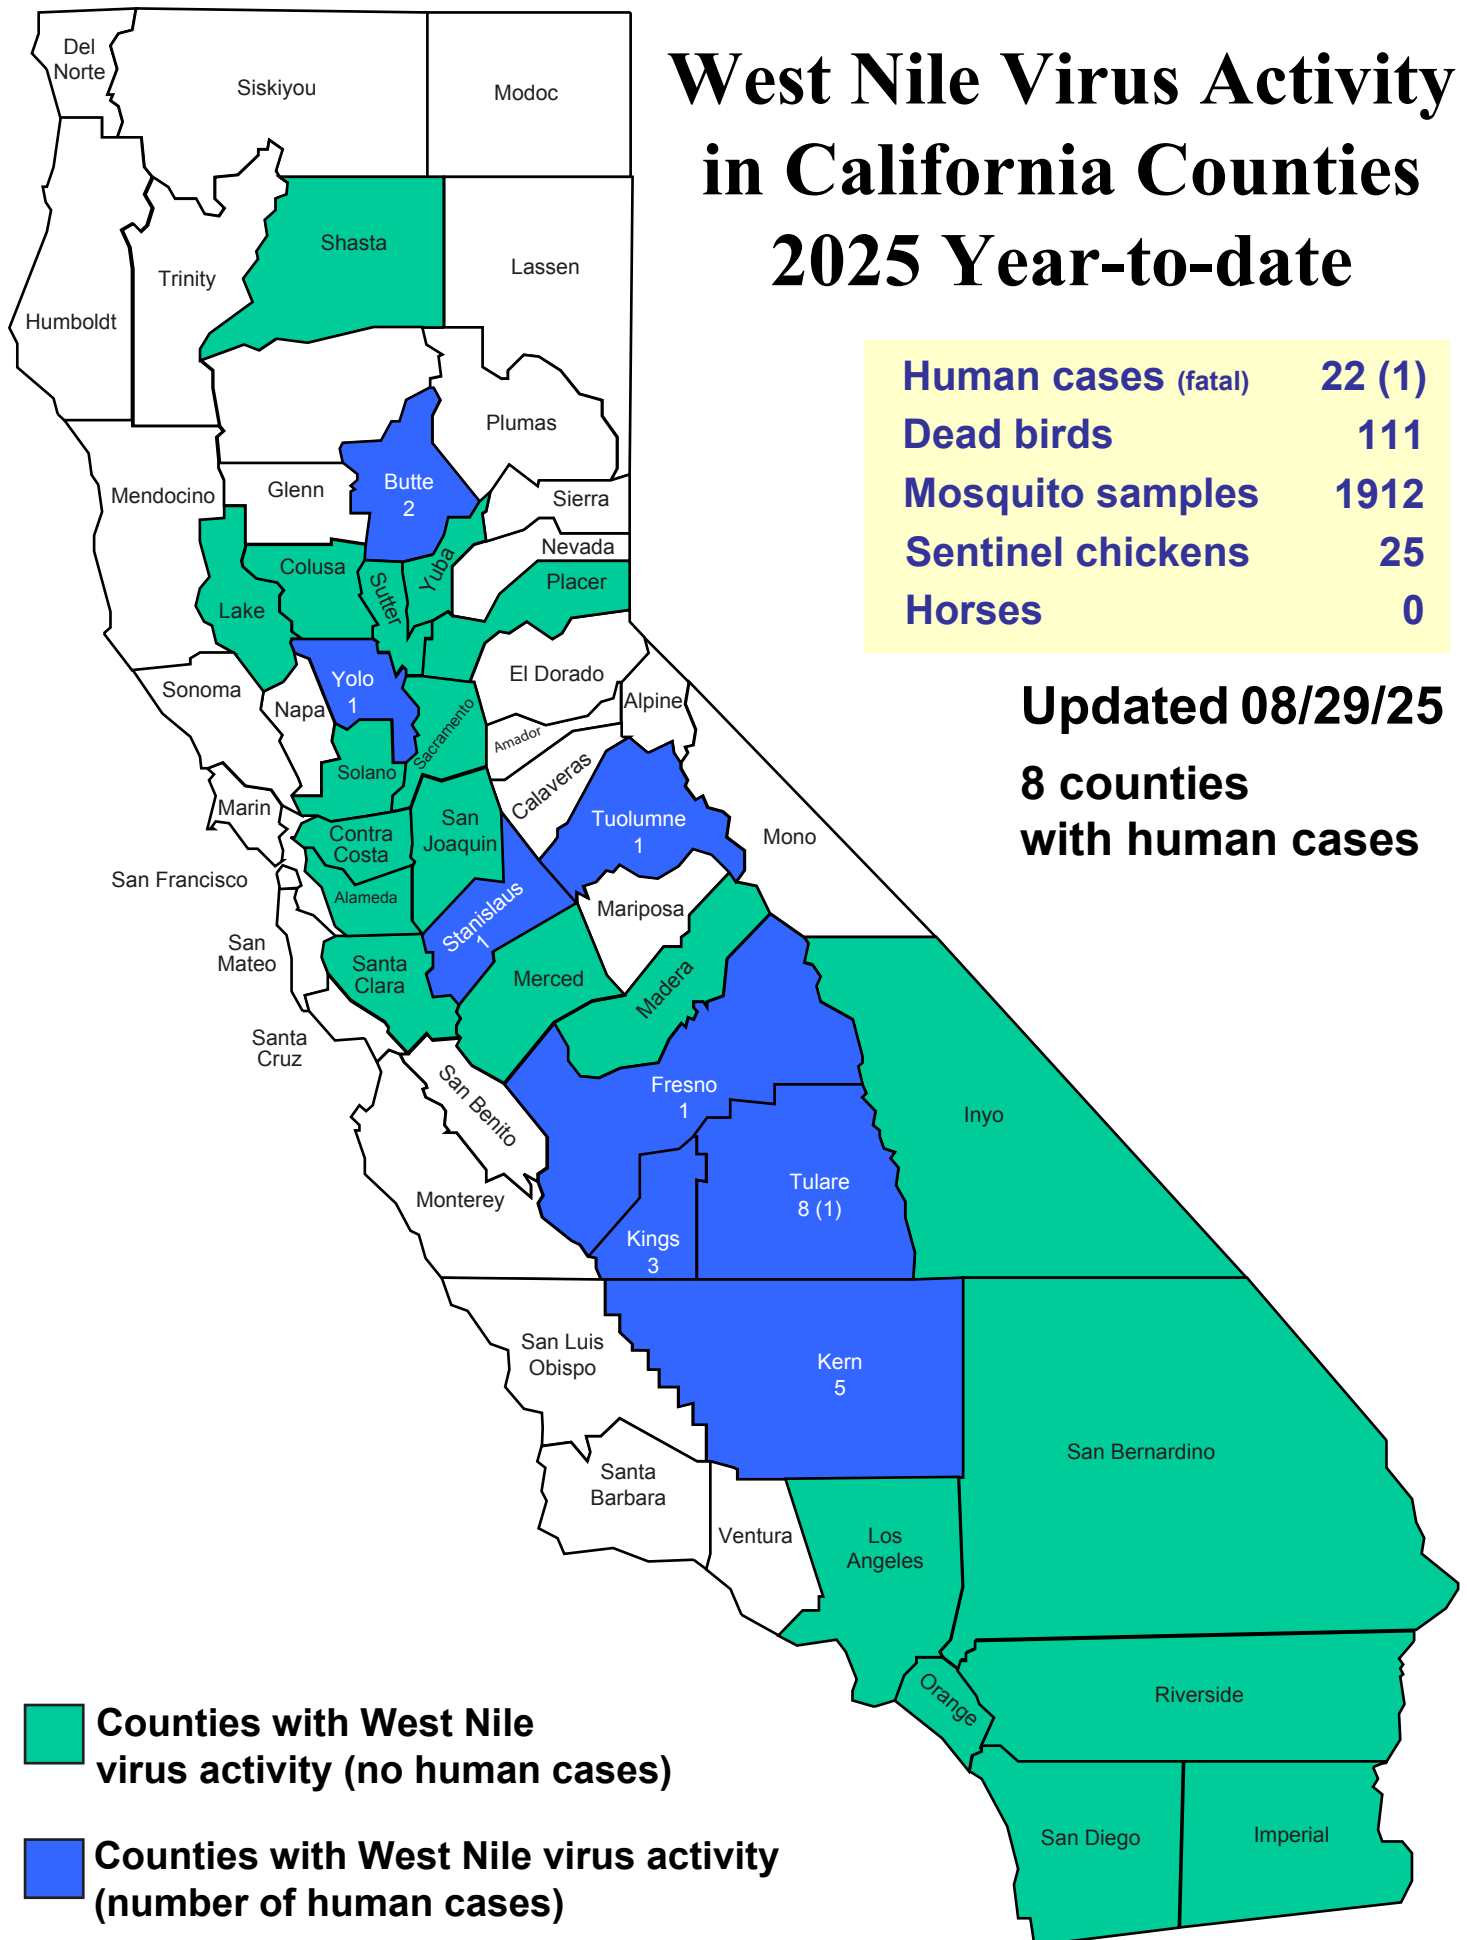 West Nile Virus Activity
in California Counties
2025 Year-to-date
Human cases (fatal) 22 (1)
Dead birds 111
Mosquito samples 1912
Sentinel chickens 25
Horses 0
Updated 08/29/25
8 counties
with human cases
Del
Norte
Siskiyou
Modoc
Shasta
Lassen
Trinity
Humboldt
Plumas
Mendocino
Glenn
Butte
2
Sierra
Nevada
Colusa
Sutter
Yuba
Placer
Lake
El Dorado
Sonoma
Napa
Yolo
1
Sacramento
Alpine
Amador
Solano
Calaveras
Marin
Contra
Costa
San
Joaquin
Tuolumne
1
Mono
San Francisco
Alameda
Stanislaus
1
Mariposa
San
Mateo
Santa
Clara
Merced
Madera
Santa
Cruz
San Benito
Fresno
1
Inyo
Monterey
Tulare
8 (1)
Kings
3
San Luis
Obispo
Kern
5
San Bernardino
Santa
Barbara
Ventura
Los
Angeles
Orange
Riverside
San Diego
Imperial
Counties with West Nile
virus activity (no human cases)
Counties with West Nile virus activity
(number of human cases)